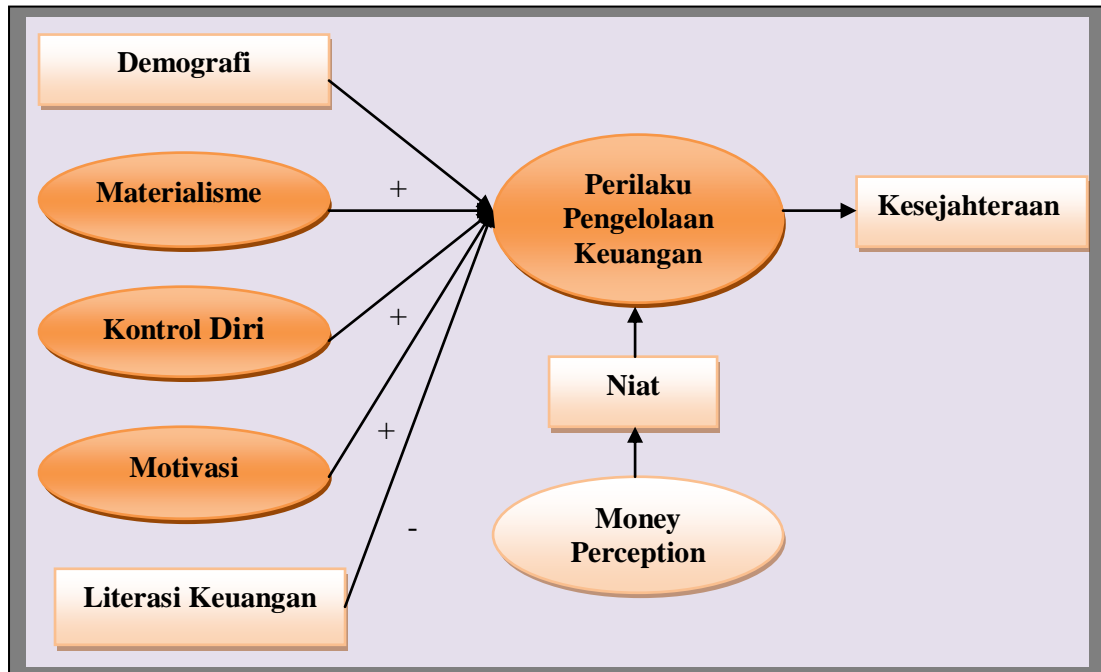 Demografi
Materialisme
+
Kontrol Diri
+
Motivasi
+
Literasi Keuangan
-
Perilaku
Pengelolaan
Keuangan
Kesejahteraan
Niat
Money
Perception